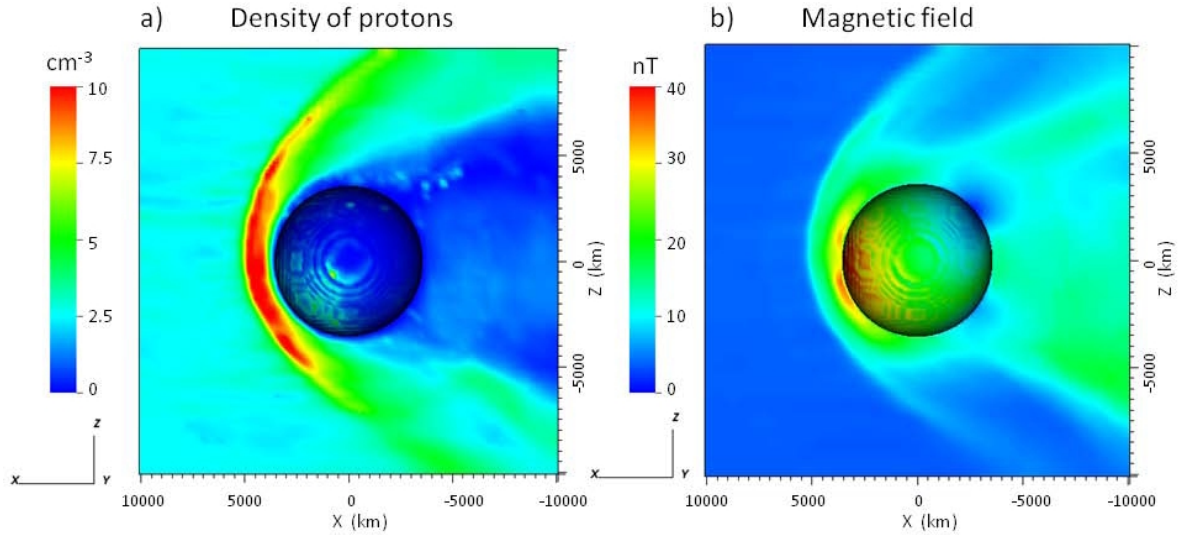 a) Density of protons
b) Magnetic field
cm-3
10
7.5
5
2.5
0
Z
X
Y
10000
5000
0
-5000
-10000
X (km)
5000
0
-5000
Z (km)
nT
40
30
20
10
0
Z
X
Y
10000
5000
0
-5000
-10000
X (km)
5000
0
-5000
Z (km)